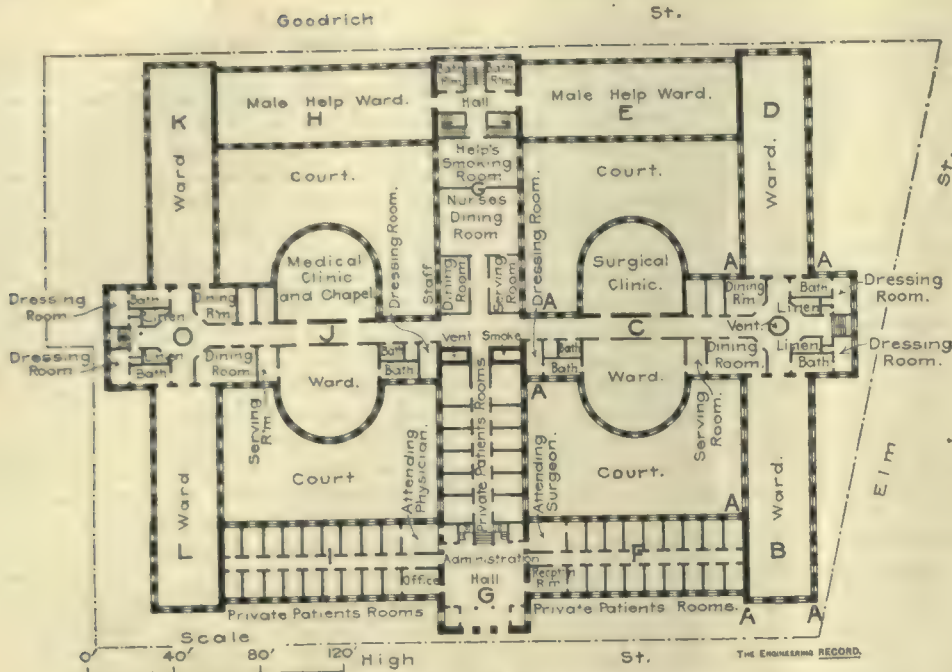 Goodrich St.
Bath R'm
Bath R'm
Male Help Ward.
H
Hall
Male Help Ward.
E
K
Ward
D
Ward.
St.
Help's
Smoking
Room
G
Nurses
Dining
Room
Court.
Court.
Dressing Room.
Staff
Dining
Room
Serving
Room
Dressing Room.
Medical
Clinic
and Chapel
Surgical
Clinic.
A
A
A
Dressing
Room
Bath
Linen
Dining
R'm
Dining
R'm
Bath
Linen
Dressing
Room.
O
J
Vent
Smoke
C
Vent
O
Dressing
Room
Linen
Bath
Dining
Room
Ward.
Bath
Bath
Bath
Bath
Ward.
Dining
Room.
Linen
Bath
Dressing
Room
A
Serving
R'm
Serving
Room.
Private Patients Rooms
Court
Attending
Physician.
Attending
Surgeon.
Court.
Elm
A
L
Ward
B
Ward.
I
Administration
F
Office
Hall
G
Recept'n
R'm
Private Patients Rooms
Private Patients Rooms.
A
A
Scale
0' 40' 80' 120'
High St.
THE ENGINEERING RECORD.